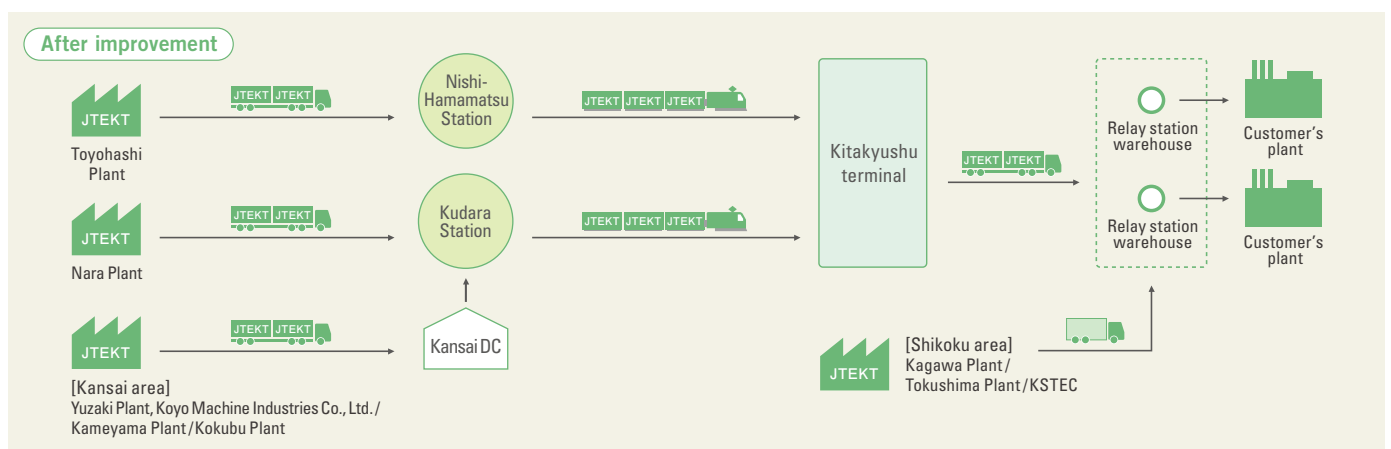 After improvement
JTEKT
Toyohashi
Plant
JTEKT JTEKT
Nishi-
Hamamatsu
Station
JTEKT JTEKT JTEKT
JTEKT
Nara Plant
JTEKT JTEKT
Kudara
Station
JTEKT JTEKT JTEKT
JTEKT
[Kansai area]
Yuzaki Plant, Koyo Machine Industries Co., Ltd./
Kameyama Plant/Kokubu Plant
JTEKT JTEKT
Kansai DC
Kitakyushu
terminal
JTEKT JTEKT
Relay station
warehouse
Customer's
plant
Relay station
warehouse
Customer's
plant
JTEKT
[Shikoku area]
Kagawa Plant/
Tokushima Plant/KSTEC